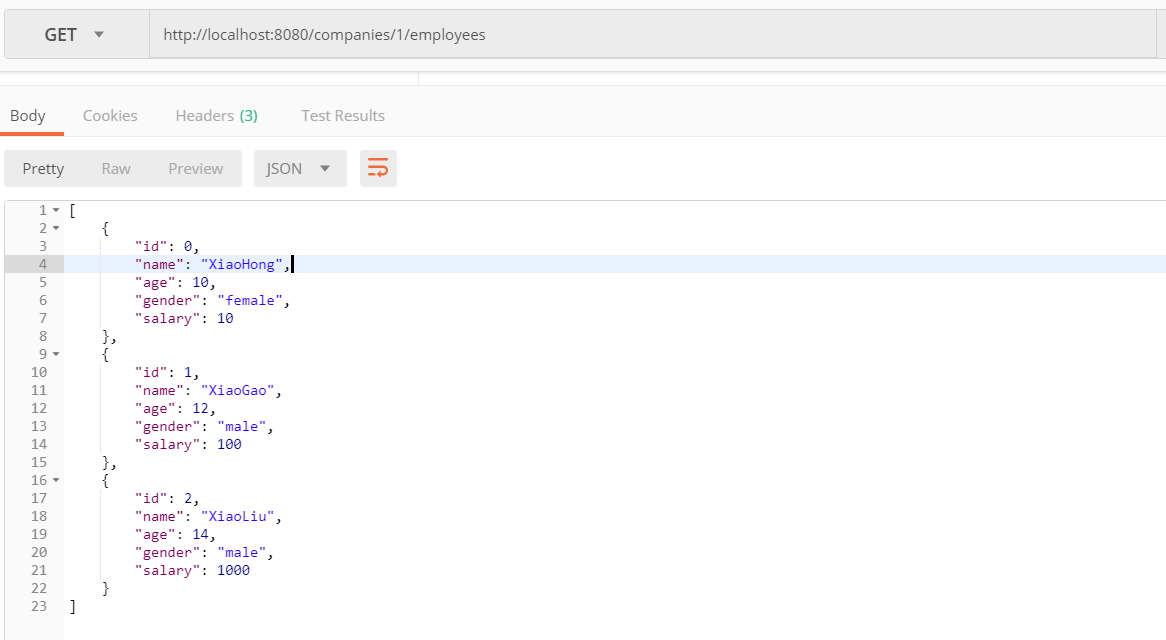 GET http://localhost:8080/companies/1/employees
Body Cookies Headers (3) Test Results
Pretty Raw Preview JSON
1 [
2 {
3 "id": 0,
4 "name": "XiaoHong",
5 "age": 10,
6 "gender": "female",
7 "salary": 10
8 },
9 {
10 "id": 1,
11 "name": "XiaoGao",
12 "age": 12,
13 "gender": "male",
14 "salary": 100
15 },
16 {
17 "id": 2,
18 "name": "XiaoLiu",
19 "age": 14,
20 "gender": "male",
21 "salary": 1000
22 }
23 ]